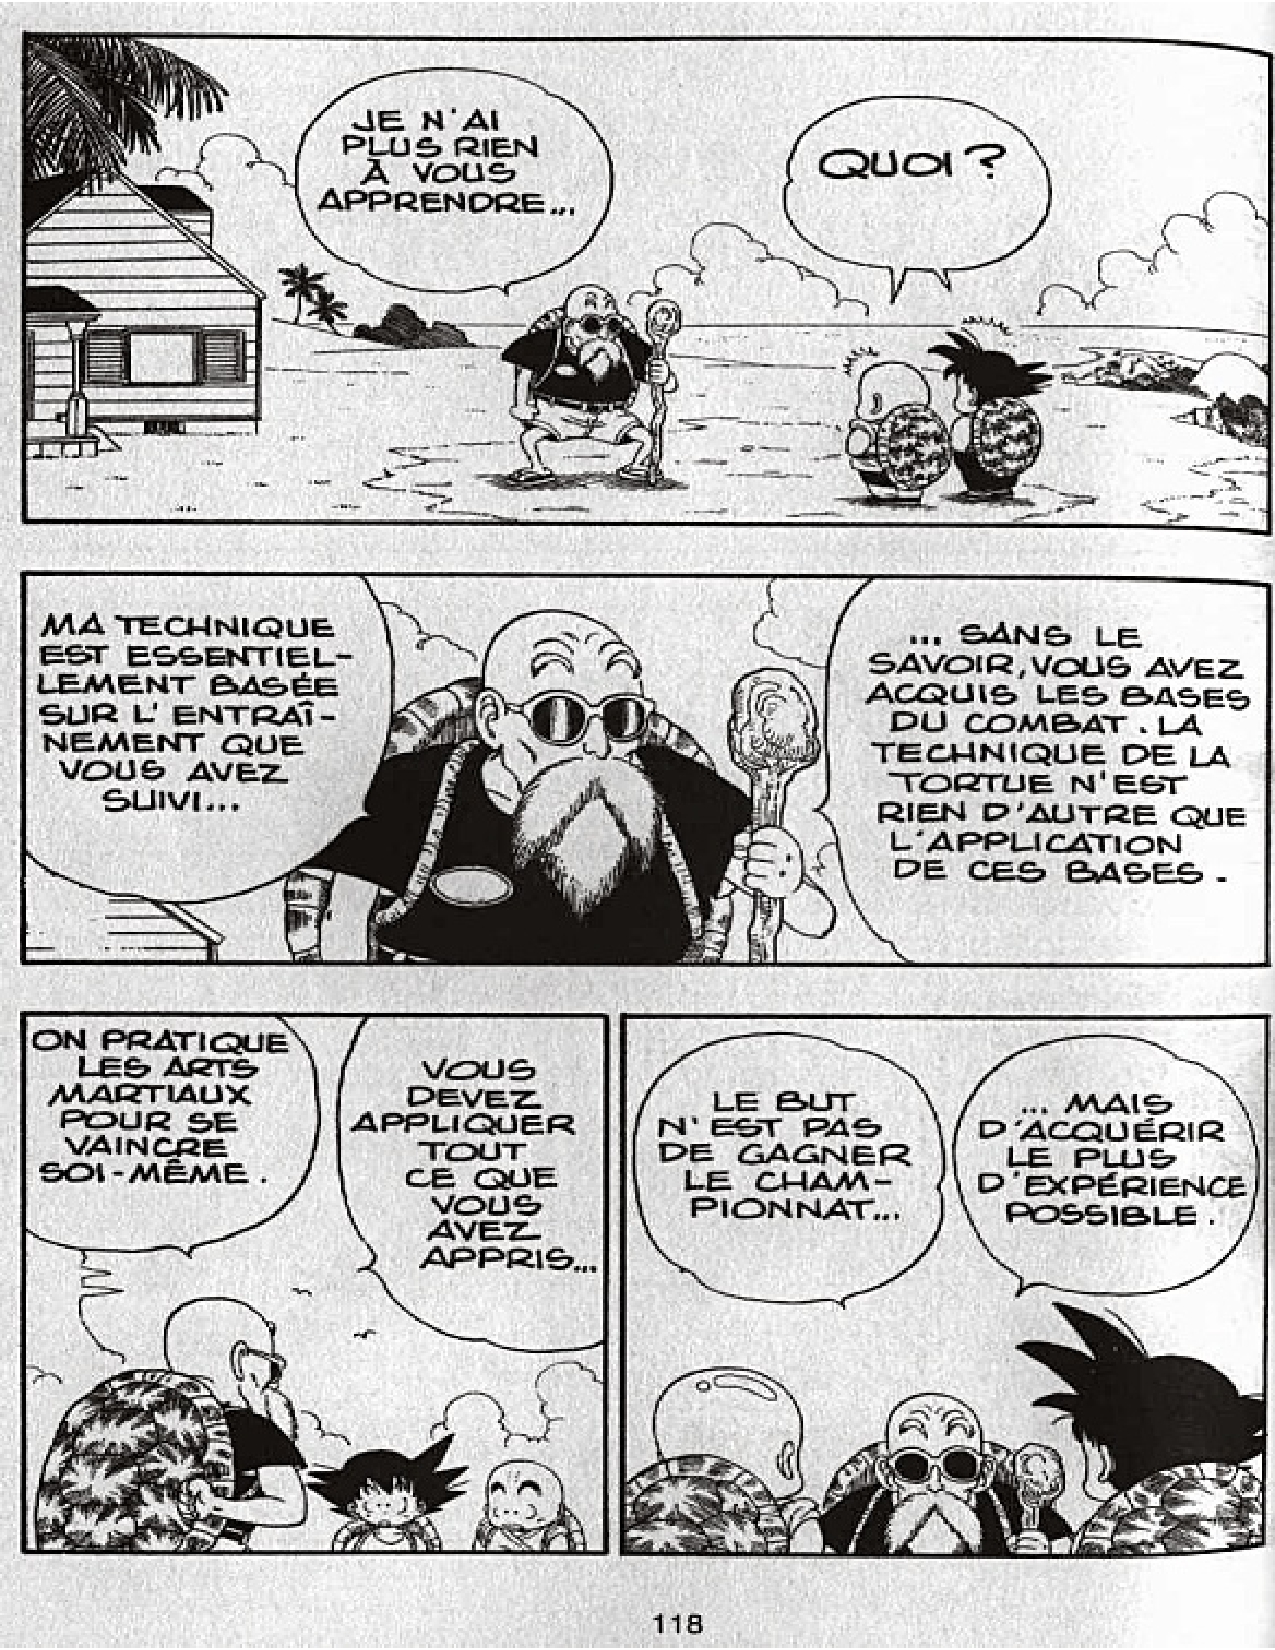 JE N'AI
PLUS RIEN
À VOUS
APPRENDRE...
QUOI ?
MA TECHNIQUE
EST ESSENTIEL-
LEMENT BASÉE
SUR L'ENTRAÎ-
NEMENT QUE
VOUS AVEZ
SUIVI...
... SANS LE
SAVOIR, VOUS AVEZ
ACQUIS LES BASES
DU COMBAT. LA
TECHNIQUE DE LA
TORTUE N'EST
RIEN D'AUTRE QUE
L'APPLICATION
DE CES BASES.
ON PRATIQUE
LES ARTS
MARTIAUX
POUR SE
VAINCRE
SOI-MÊME.
VOUS
DEVEZ
APPLIQUER
TOUT
CE QUE
VOUS
AVEZ
APPRIS...
LE BUT
N'EST PAS
DE GAGNER
LE CHAM-
PIONNAT...
... MAIS
D'ACQUÉRIR
LE PLUS
D'EXPÉRIENCE
POSSIBLE.
118